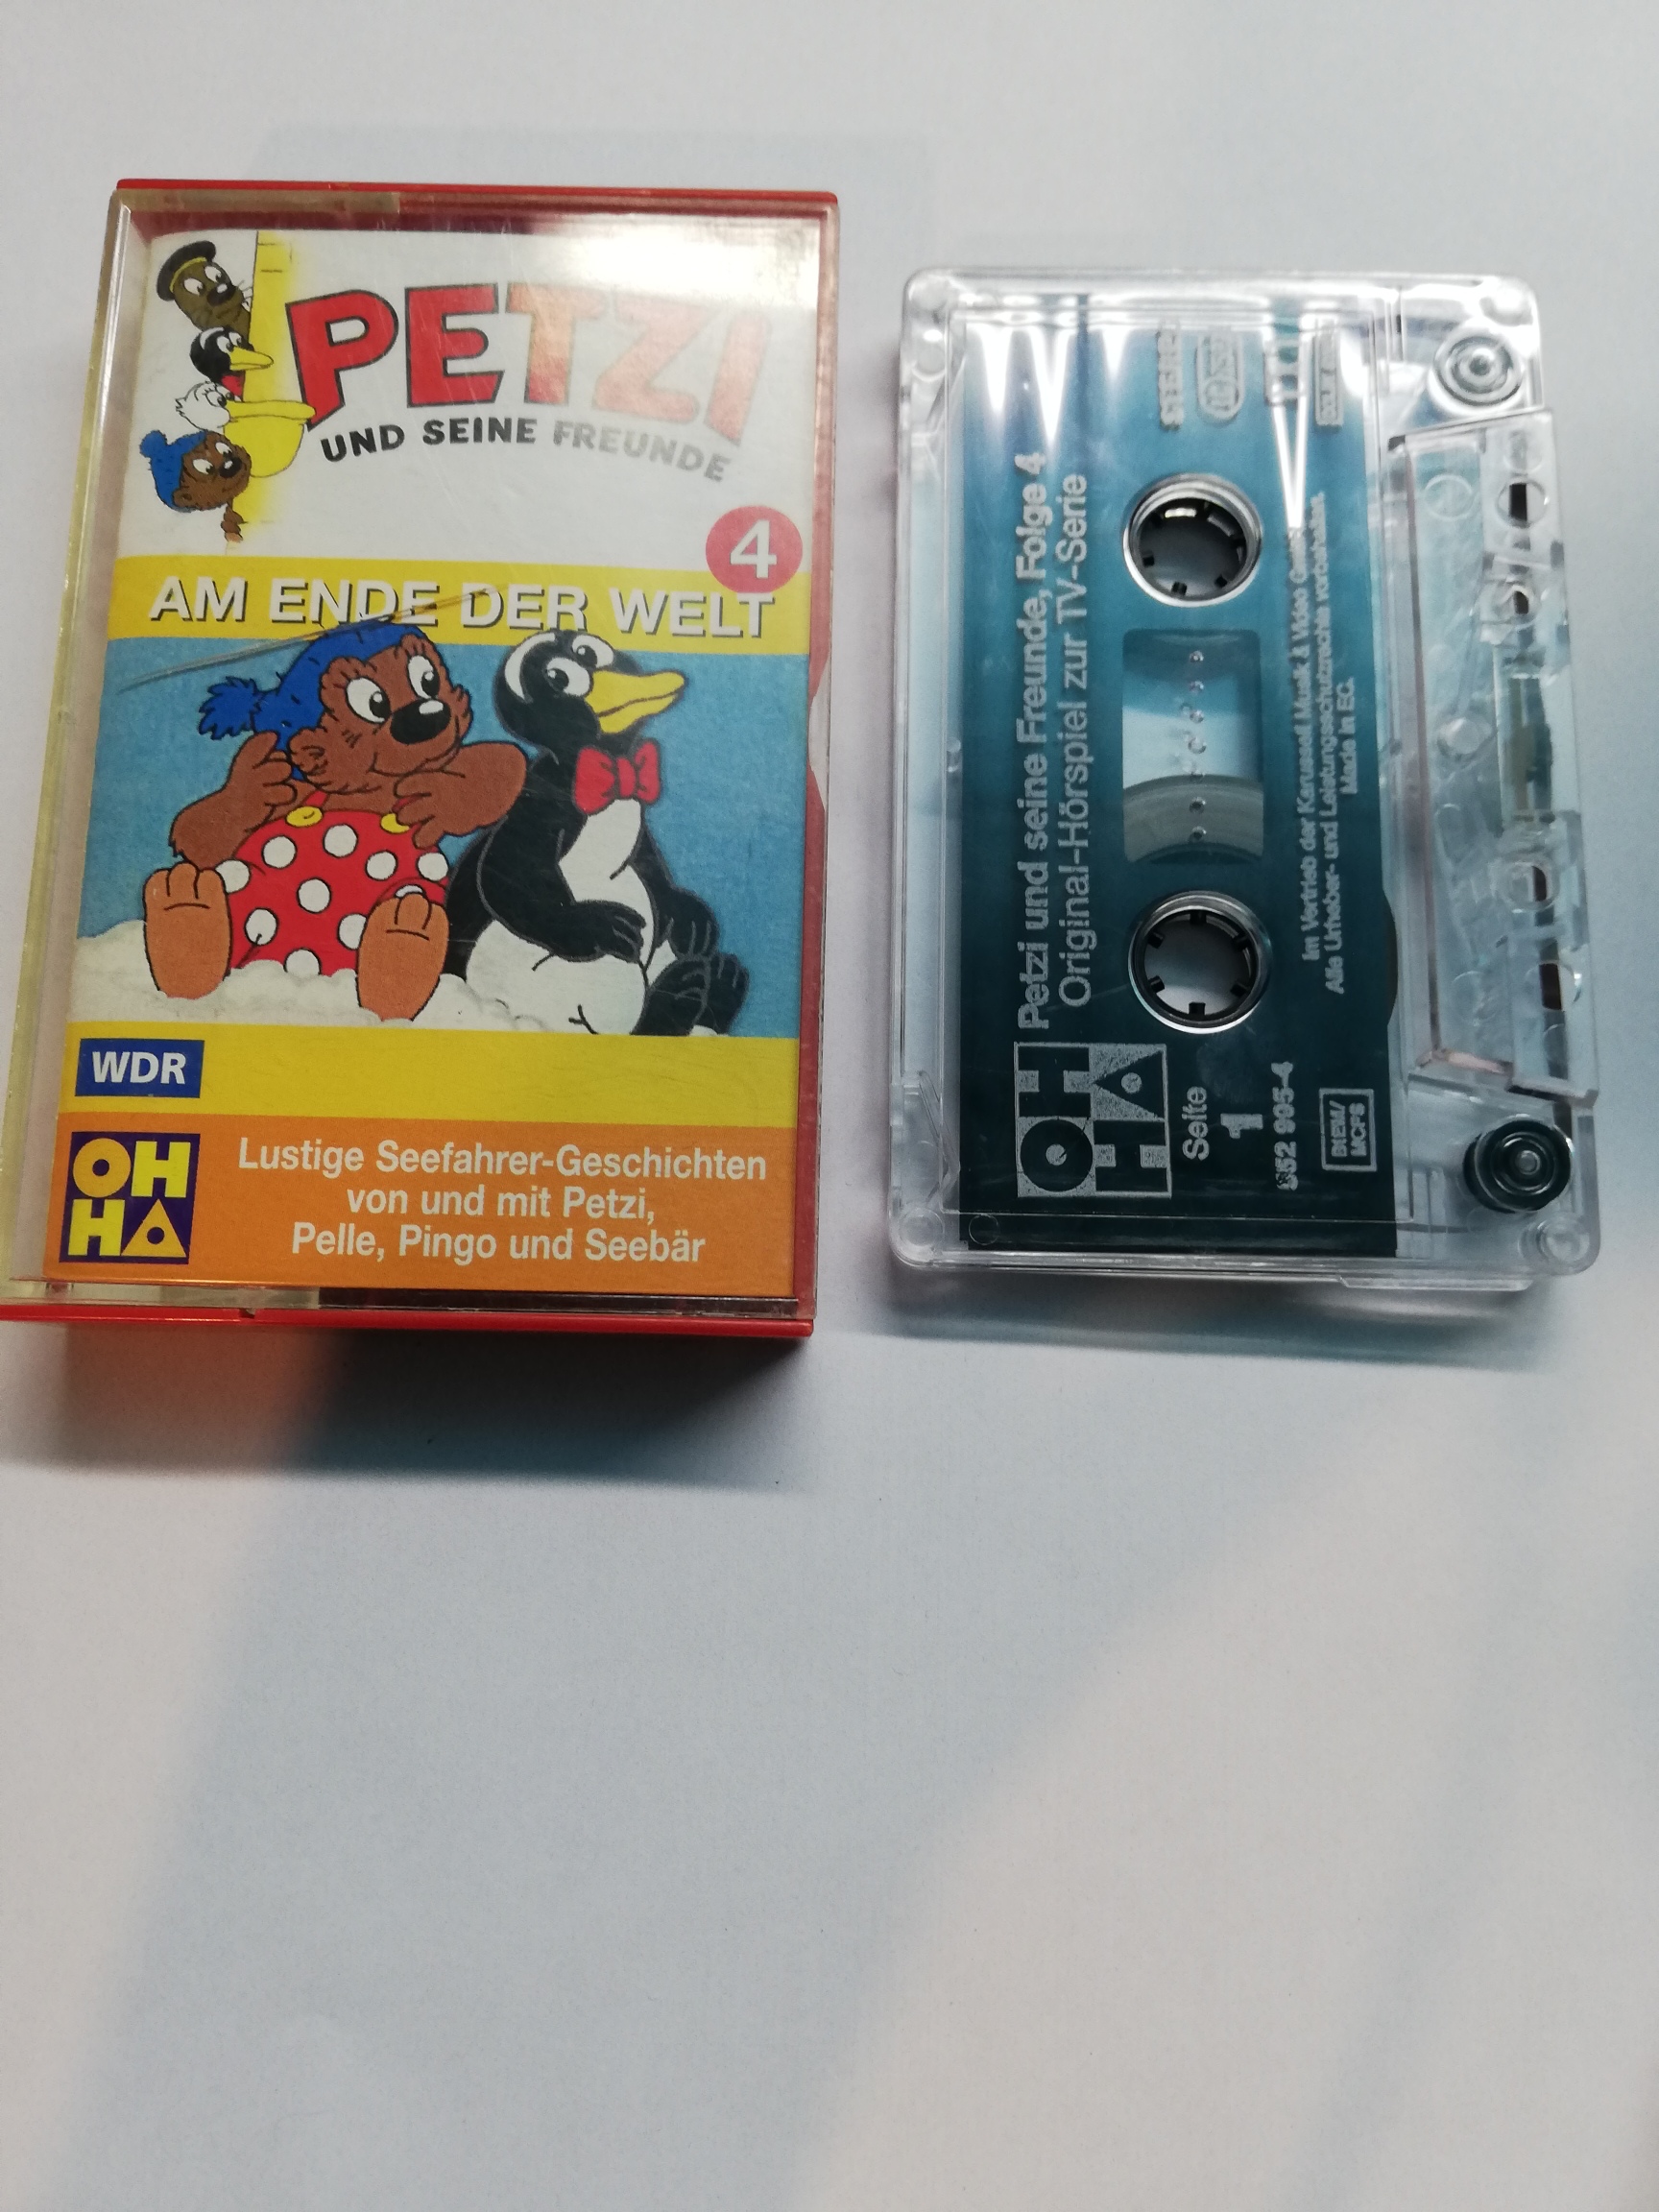 PETZI
UND SEINE FREUNDE
4
AM ENDE DER WELT
WDR
OH
HA
Lustige Seefahrer-Geschichten
von und mit Petzi,
Pelle, Pingo und Seebär
OH
HA
Petzi und seine Freunde, Folge 4
Original-Hörspiel zur TV-Serie
STEREO
Seite
1
552 905-4
BIEM/
MCPS
Im Vertrieb der Karussell Musik & Video
Alle Urheber- und Leistungsschutzrechte vorbehalten.
Made in EC.